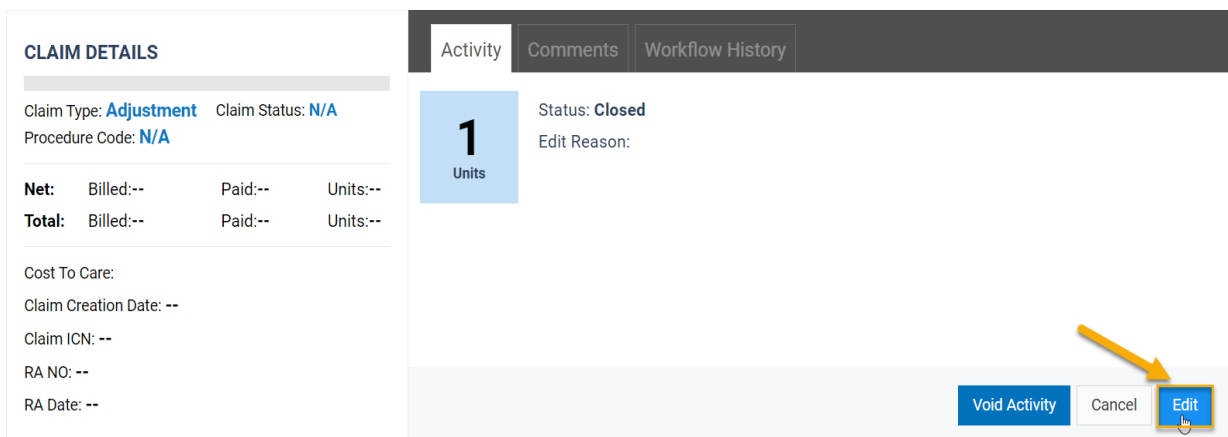 CLAIM DETAILS
Claim Type: Adjustment Claim Status: N/A
Procedure Code: N/A
Net: Billed:-- Paid:-- Units:--
Total: Billed:-- Paid:-- Units:--
Cost To Care:
Claim Creation Date: --
Claim ICN: --
RA NO: --
RA Date: --
Activity Comments Workflow History
1
Units
Status: Closed
Edit Reason:
Void Activity Cancel Edit